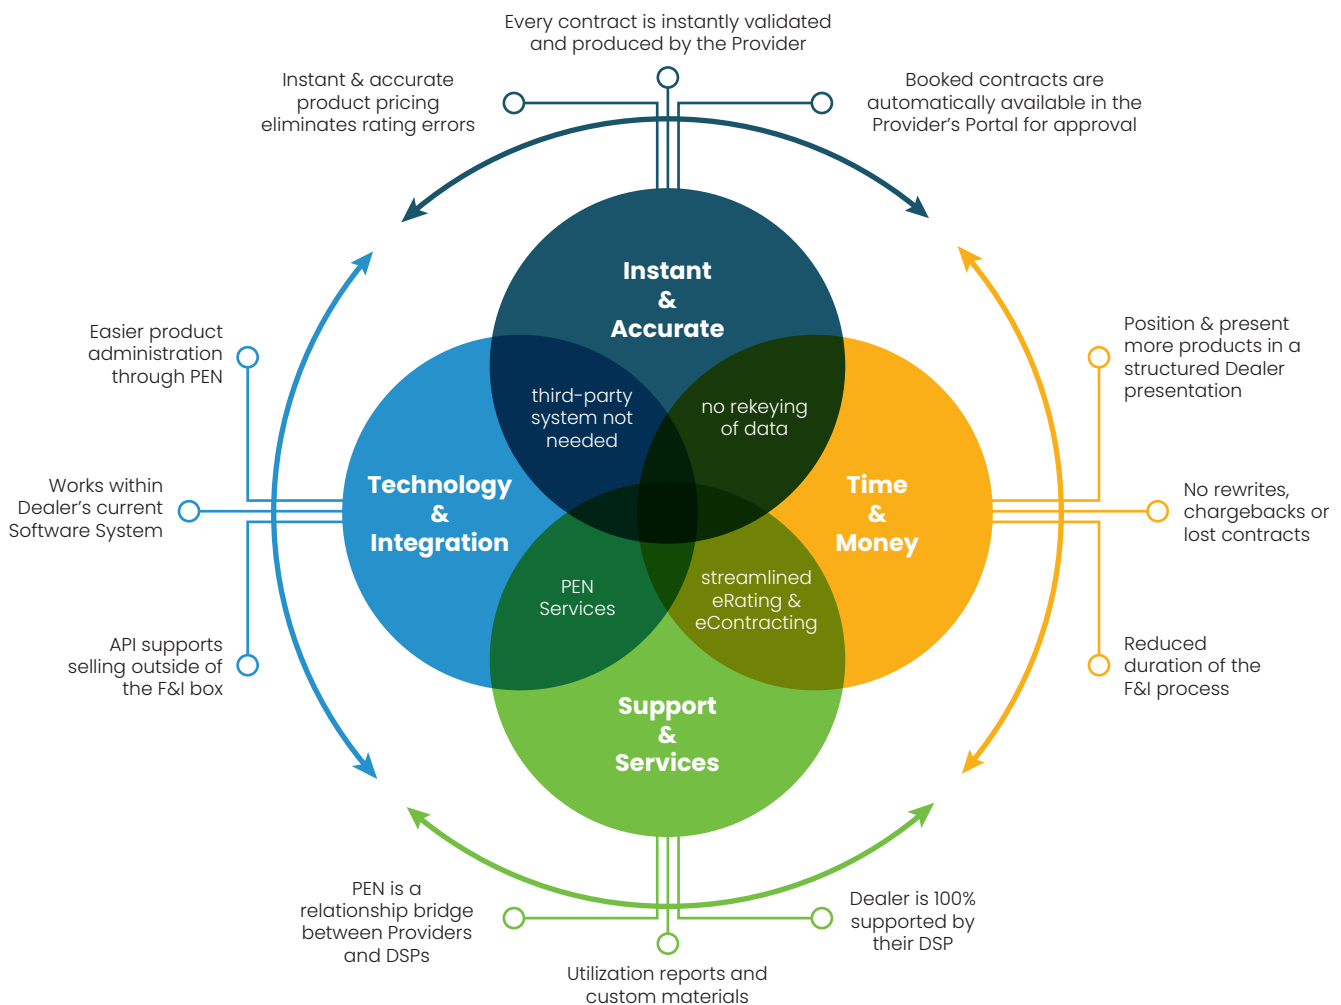 Every contract is instantly validated
and produced by the Provider
Instant & accurate
product pricing
eliminates rating errors
Booked contracts are
automatically available in the
Provider’s Portal for approval
Instant
&
Accurate
Easier product
administration
through PEN
Position & present
more products in a
structured Dealer
presentation
third-party
system not
needed
no rekeying
of data
Works within
Dealer’s current
Software System
Technology
&
Integration
Time
&
Money
No rewrites,
chargebacks or
lost contracts
PEN
Services
streamlined
eRating &
eContracting
API supports
selling outside of
the F&I box
Reduced
duration of the
F&I process
Support
&
Services
PEN is a
relationship bridge
between Providers
and DSPs
Dealer is 100%
supported by
their DSP
Utilization reports and
custom materials